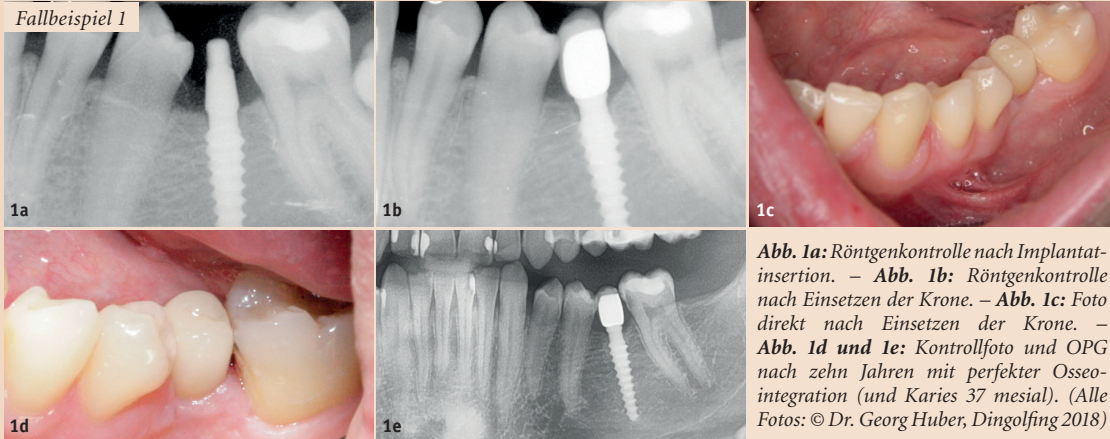 Fallbeispiel 1
1a
1b
1c
1d
1e
Abb. 1a: Röntgenkontrolle nach Implantat-
insertion. – Abb. 1b: Röntgenkontrolle
nach Einsetzen der Krone. – Abb. 1c: Foto
direkt nach Einsetzen der Krone. –
Abb. 1d und 1e: Kontrollfoto und OPG
nach zehn Jahren mit perfekter Osseo-
integration (und Karies 37 mesial). (Alle
Fotos: © Dr. Georg Huber, Dingolfing 2018)